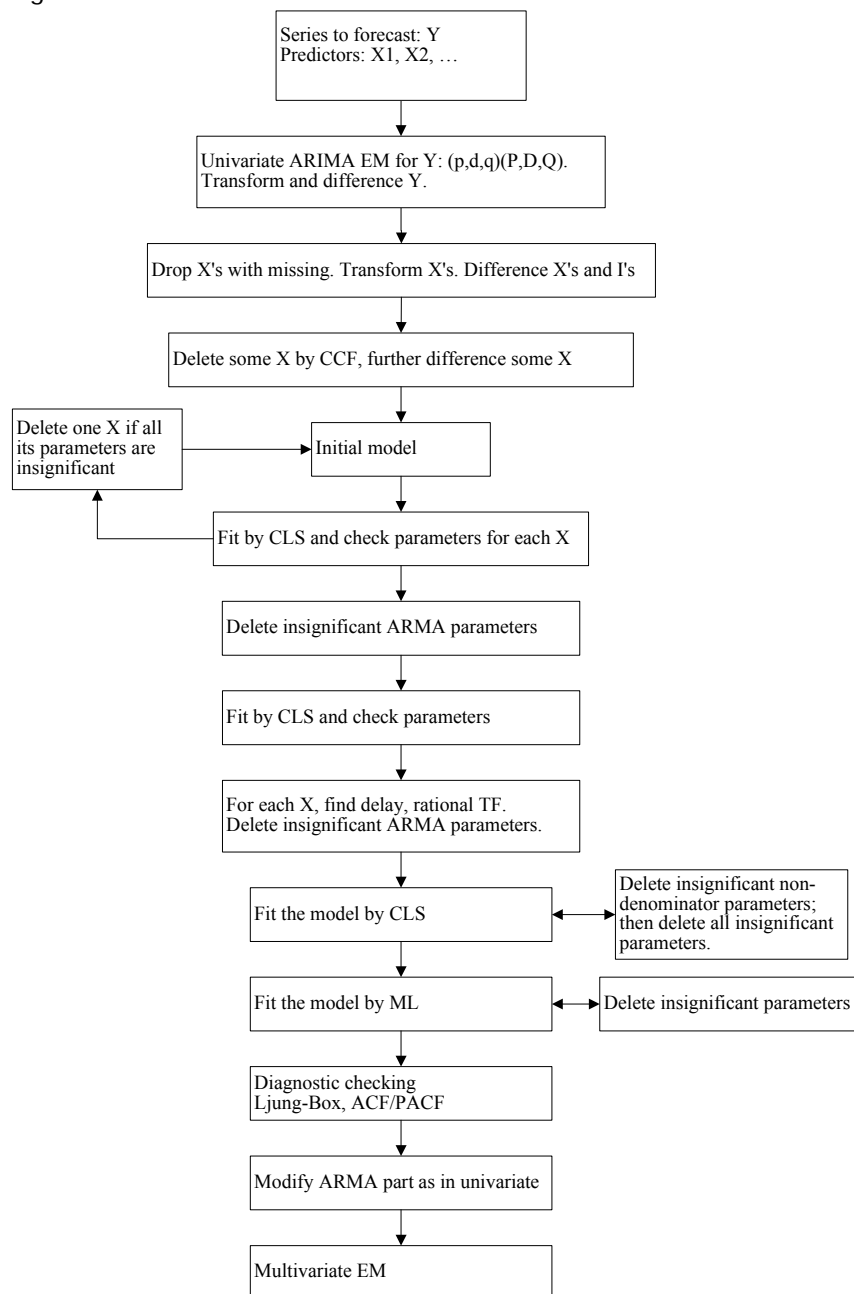 Series to forecast: Y
Predictors: X1, X2, …
Univariate ARIMA EM for Y: (p,d,q)(P,D,Q).
Transform and difference Y.
Drop X's with missing. Transform X's. Difference X's and I's
Delete some X by CCF, further difference some X
Delete one X if all
its parameters are
insignificant
Initial model
Fit by CLS and check parameters for each X
Delete insignificant ARMA parameters
Fit by CLS and check parameters
For each X, find delay, rational TF.
Delete insignificant ARMA parameters.
Fit the model by CLS
Delete insignificant non-
denominator parameters;
then delete all insignificant
parameters.
Fit the model by ML
Delete insignificant parameters
Diagnostic checking
Ljung-Box, ACF/PACF
Modify ARMA part as in univariate
Multivariate EM